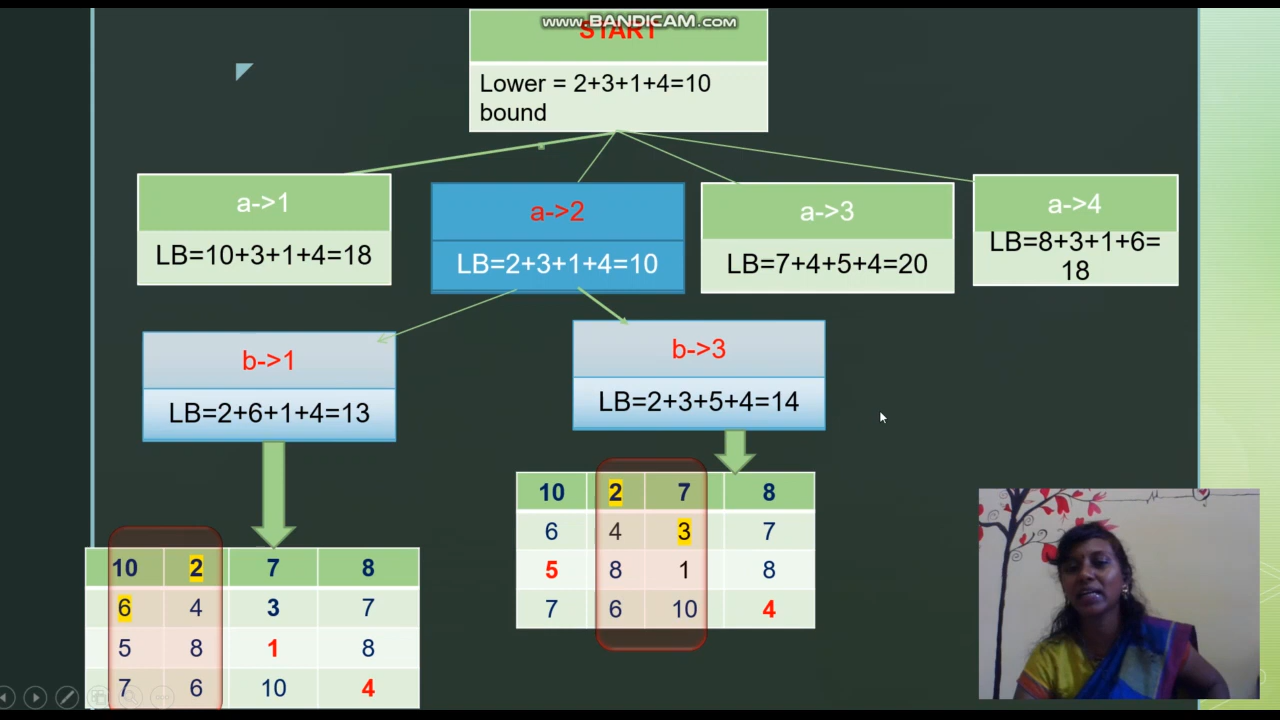 www.BANDICAM.com
START
Lower = 2+3+1+4=10
bound
a->1
LB=10+3+1+4=18
a->2
LB=2+3+1+4=10
a->3
LB=7+4+5+4=20
a->4
LB=8+3+1+6=
18
b->1
LB=2+6+1+4=13
b->3
LB=2+3+5+4=14
10 2 7 8
6 4 3 7
5 8 1 8
7 6 10 4
10 2 7 8
6 4 3 7
5 8 1 8
7 6 10 4